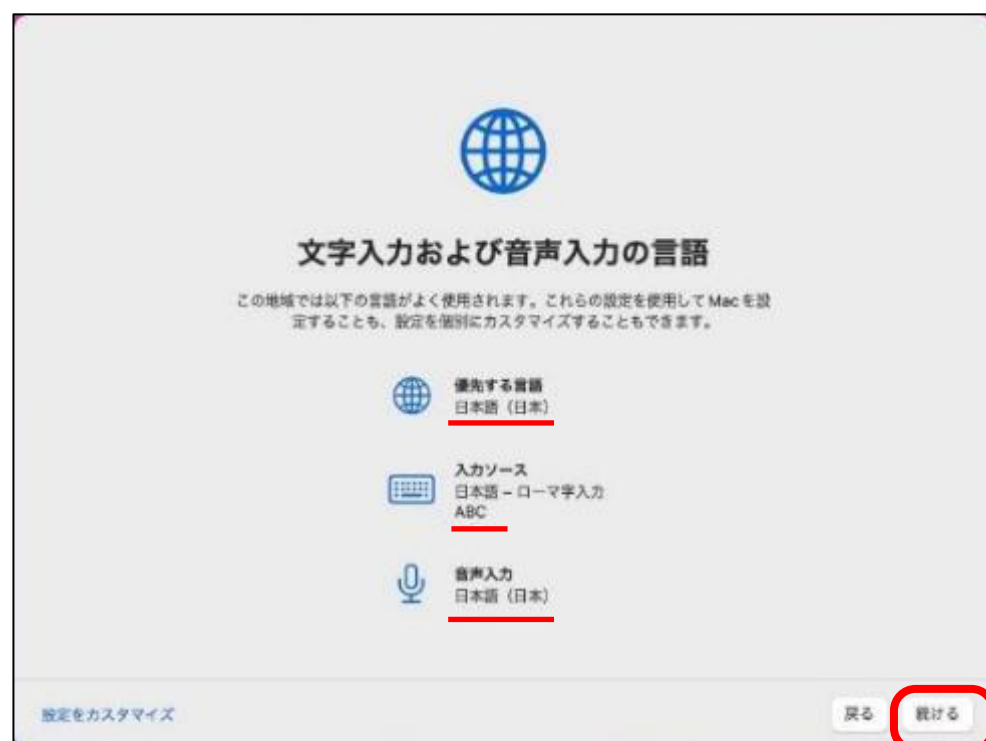 文字入力および音声入力の言語
この地域では以下の言語がよく使用されます。これらの設定を使用して Mac を設
定することも、設定を個別にカスタマイズすることもできます。
優先する言語
日本語（日本）
入力ソース
日本語 – ローマ字入力
ABC
音声入力
日本語（日本）
設定をカスタマイズ
戻る
続ける